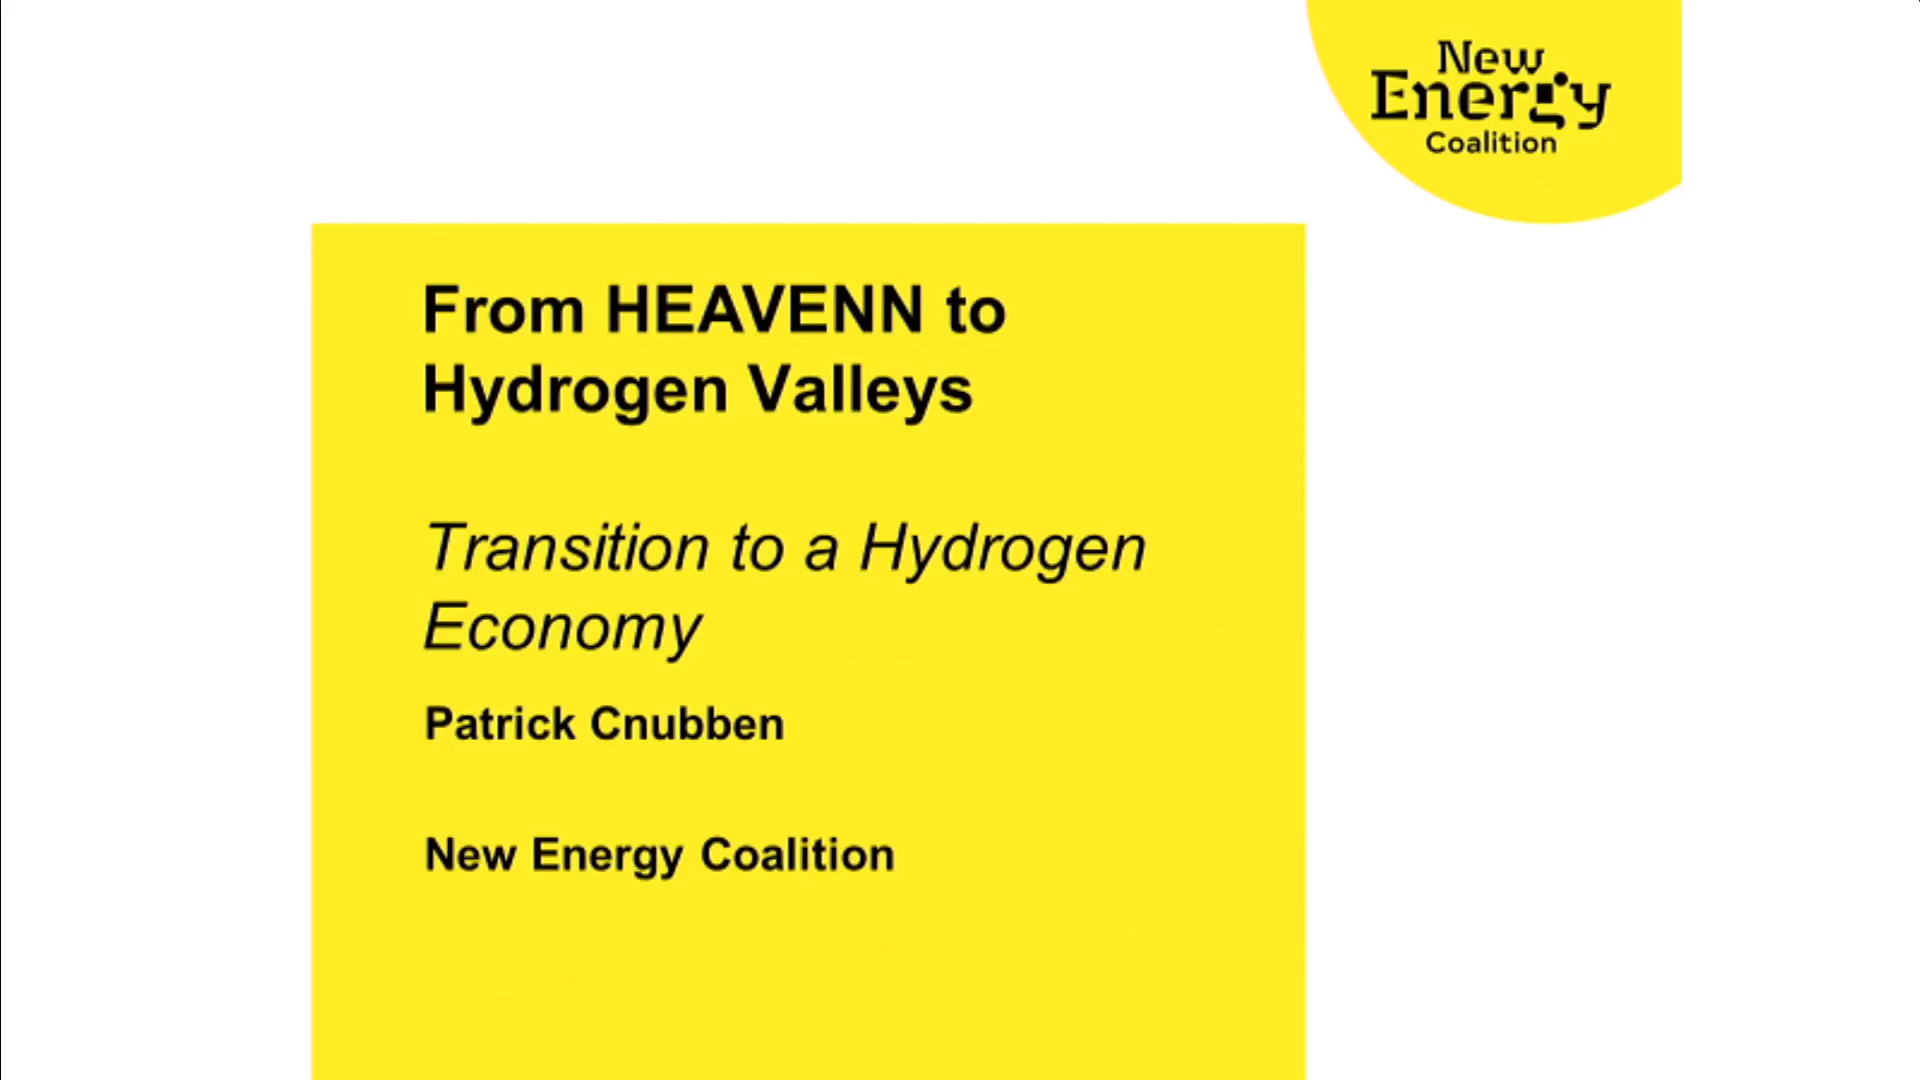 New
Energy
Coalition
From HEAVENN to
Hydrogen Valleys
Transition to a Hydrogen
Economy
Patrick Cnubben
New Energy Coalition